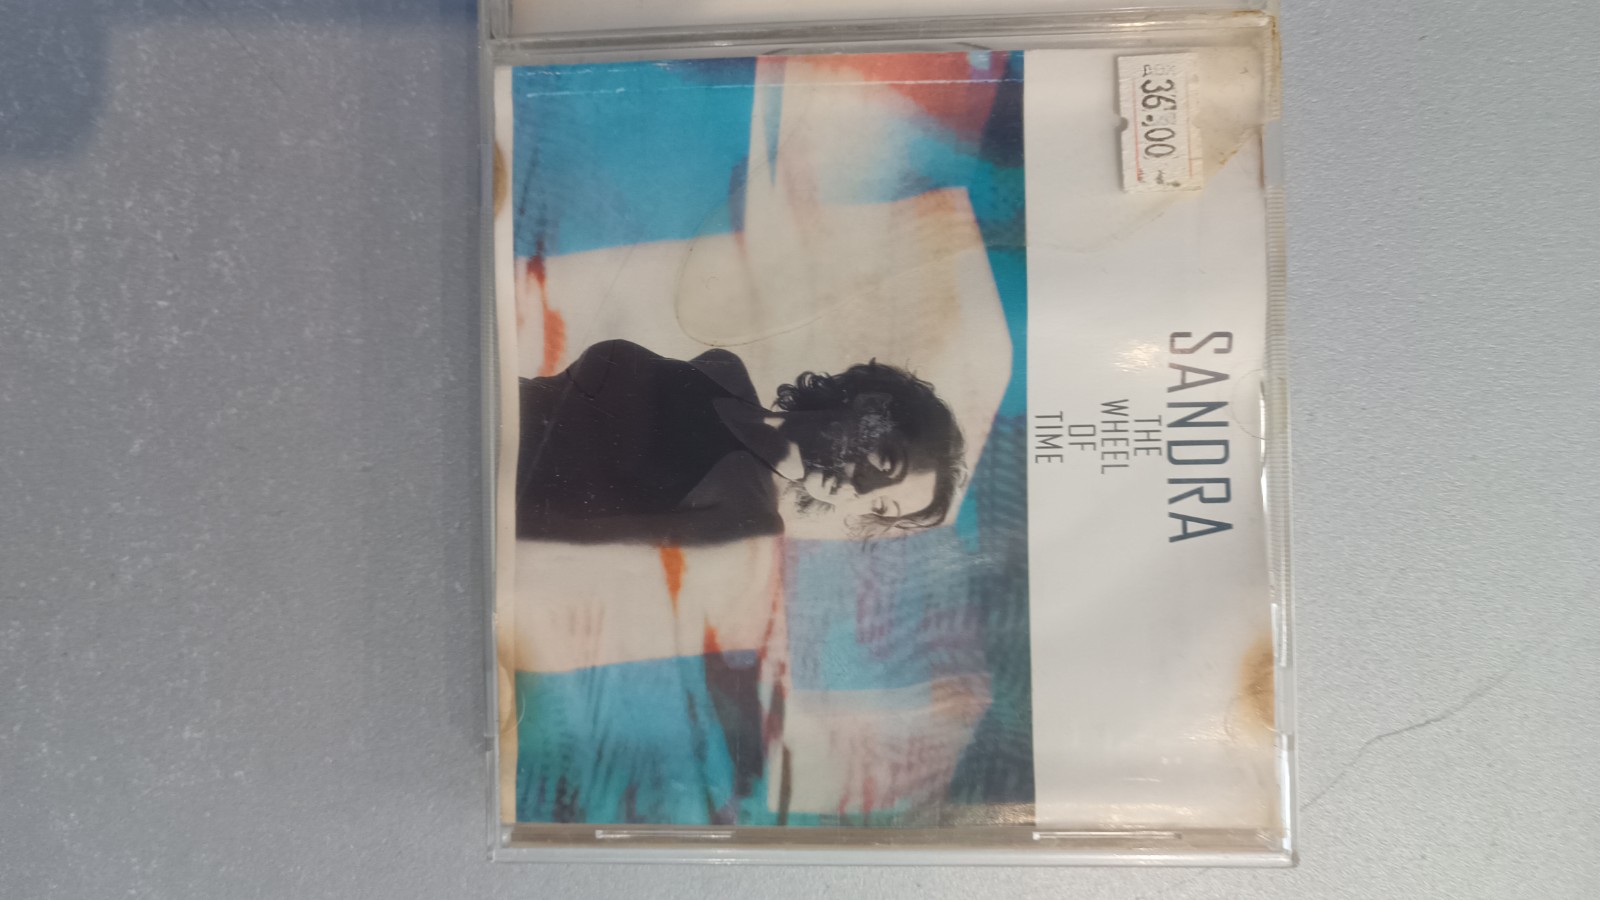 36.00
SANDRA
THE
WHEEL
OF
TIME